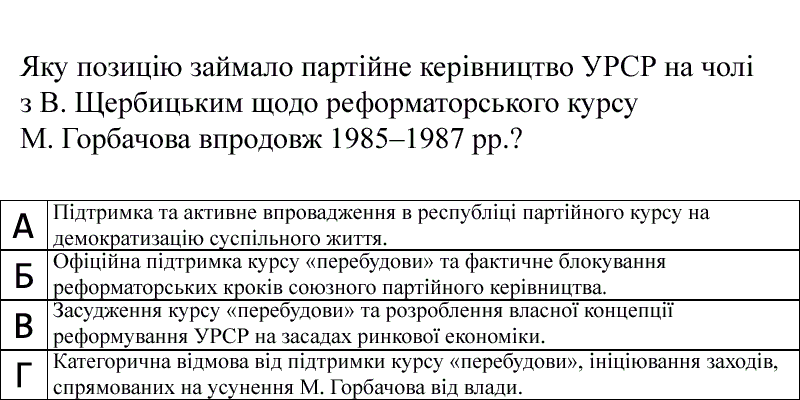 Яку позицію займало партійне керівництво УРСР на чолі
з В. Щербицьким щодо реформаторського курсу
М. Горбачова впродовж 1985–1987 рр.?
А
Підтримка та активне впровадження в республіці партійного курсу на
демократизацію суспільного життя.
Б
Офіційна підтримка курсу «перебудови» та фактичне блокування
реформаторських кроків союзного партійного керівництва.
В
Засудження курсу «перебудови» та розроблення власної концепції
реформування УРСР на засадах ринкової економіки.
Г
Категорична відмова від підтримки курсу «перебудови», ініціювання заходів,
спрямованих на усунення М. Горбачова від влади.